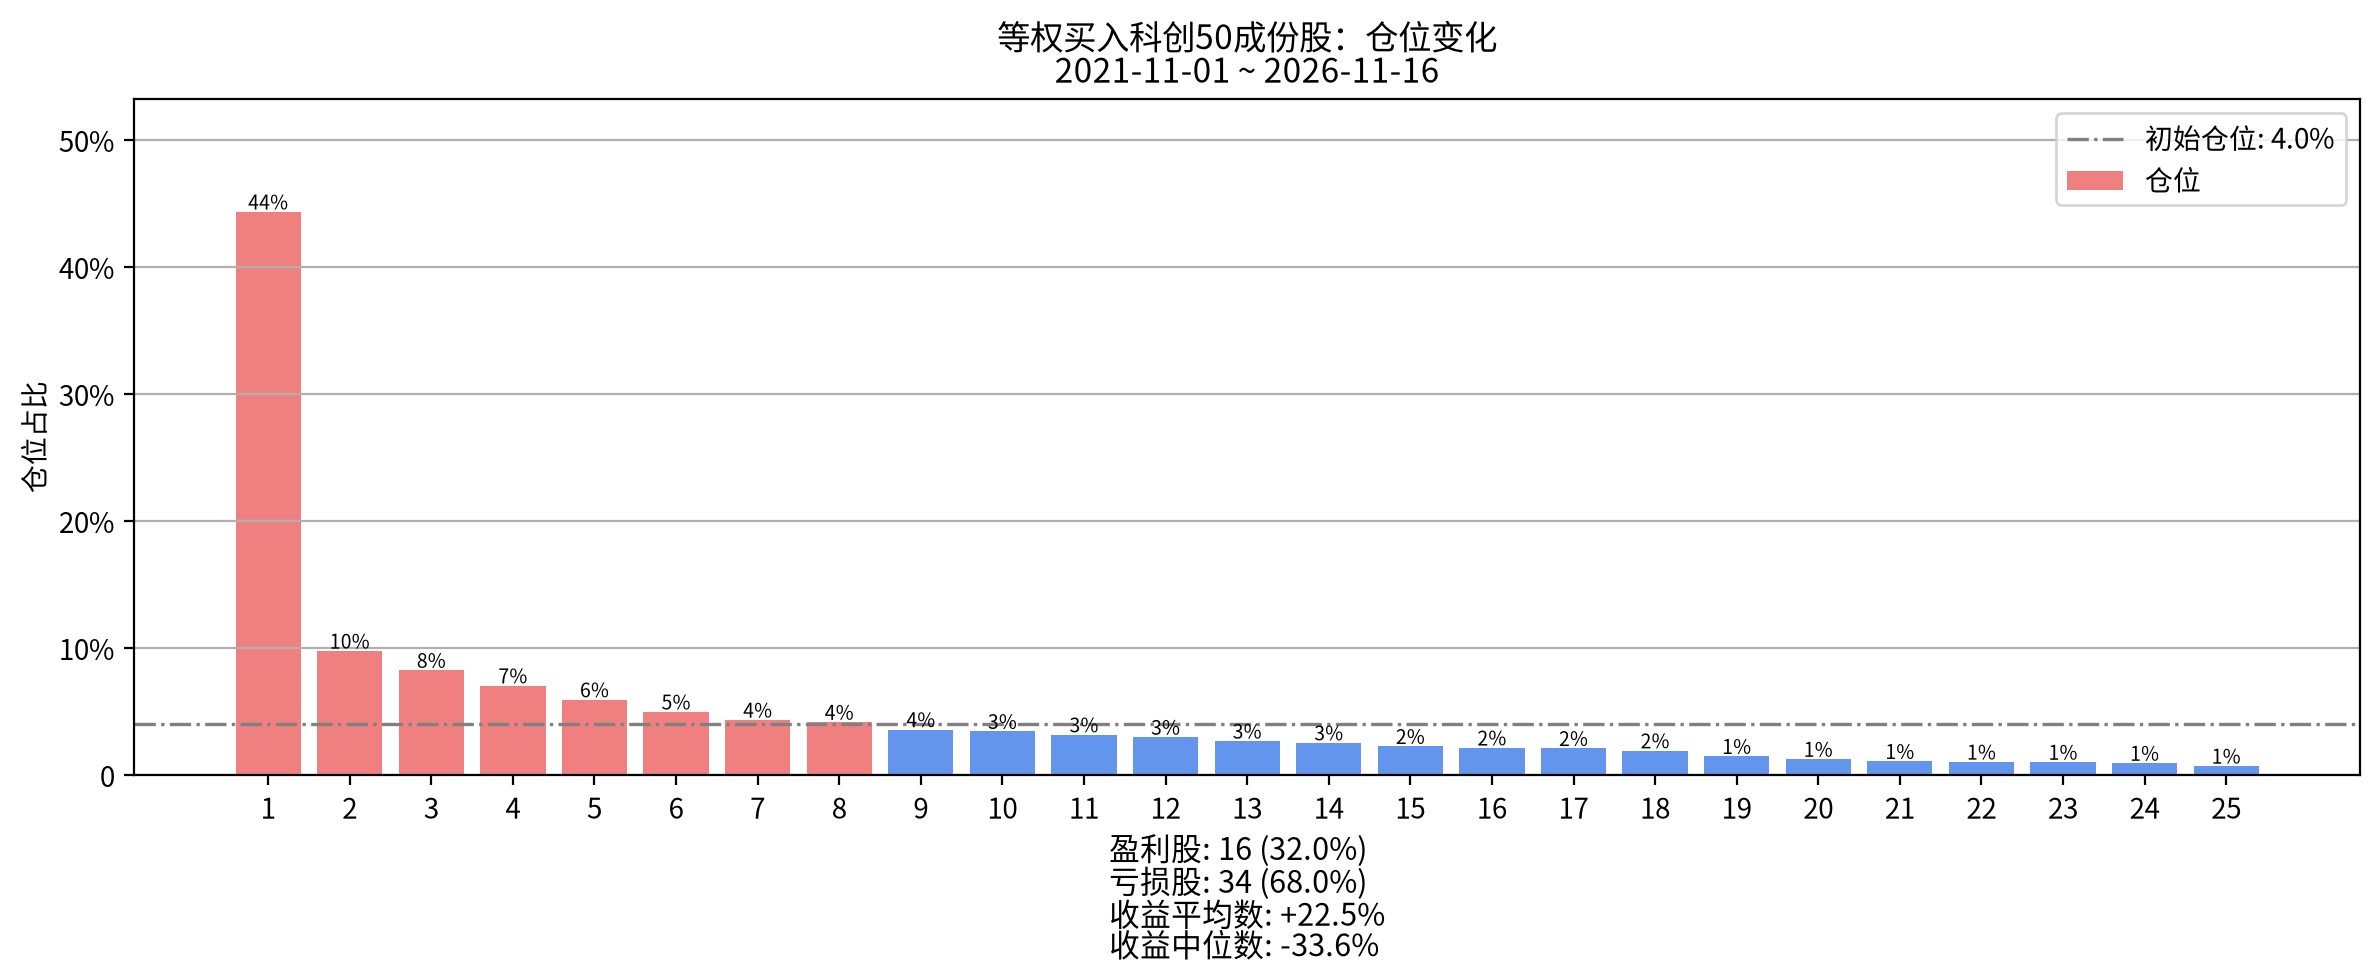 等权买入科创50成份股：仓位变化
2021-11-01 ~ 2026-11-16
50%
40%
30%
20%
10%
0
仓位占比
初始仓位: 4.0%
仓位
44% 10% 8% 7% 6% 5% 4% 4% 4% 3% 3% 3% 3% 3% 2% 2% 2% 2% 1% 1% 1% 1% 1% 1% 1%
1 2 3 4 5 6 7 8 9 10 11 12 13 14 15 16 17 18 19 20 21 22 23 24 25
盈利股: 16 (32.0%)
亏损股: 34 (68.0%)
收益平均数: +22.5%
收益中位数: -33.6%